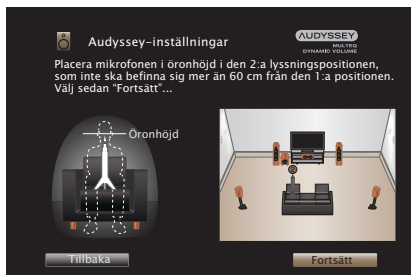 Audyssey-inställningar
AUDYSSEY
MULTEQ
DYNAMIC VOLUME
Placera mikrofonen i öronhöjd i den 2:a lyssningspositionen,
som inte ska befinna sig mer än 60 cm från den 1:a positionen.
Välj sedan “Fortsätt”...
Öronhöjd
Tillbaka
Fortsätt